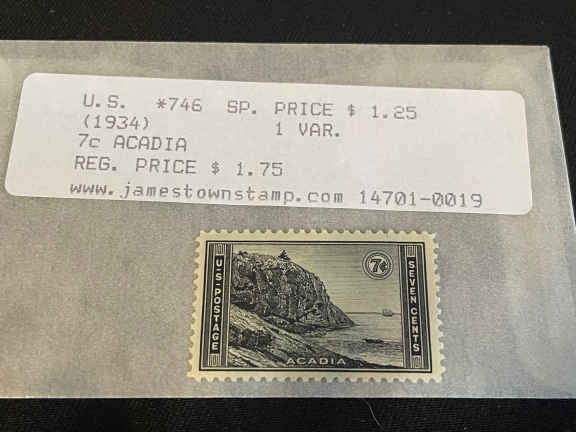 U.S. *746 SP. PRICE $ 1.25
(1934) 1 VAR.
7c ACADIA
REG. PRICE $ 1.75
www.jamestownstamp.com 14701-0019
U·S·POSTAGE
7¢
SEVEN CENTS
ACADIA